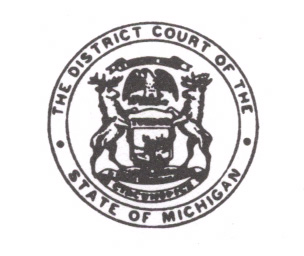 THE DISTRICT COURT OF THE
STATE OF MICHIGAN